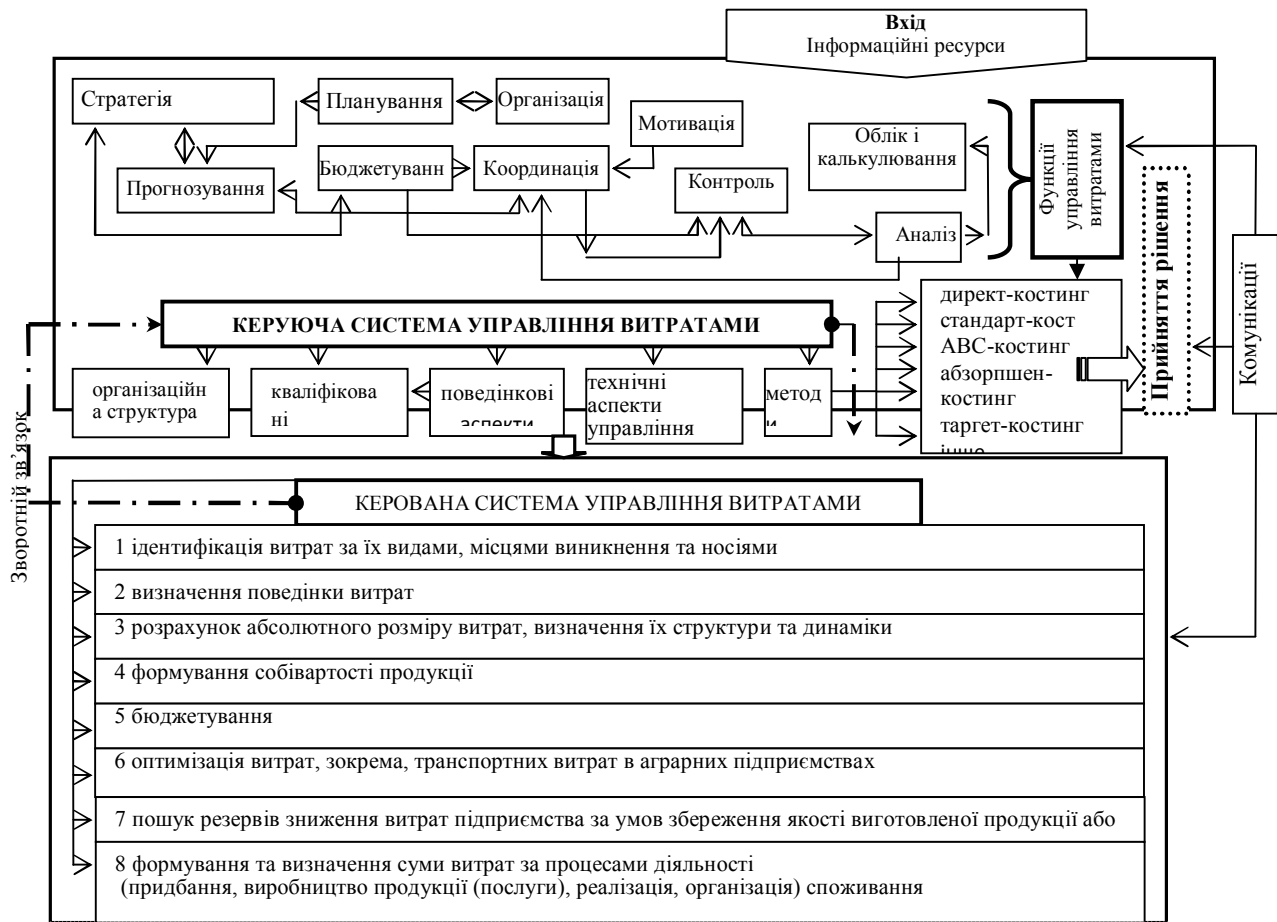 Вхід
Інформаційні ресурси
Стратегія
Планування
Організація
Мотивація
Облік і
калькулювання
Функції
управління
витратами
Прогнозування
Бюджетуванн
Координація
Контроль
Аналіз
Прийняття рішення
Комунікації
КЕРУЮЧА СИСТЕМА УПРАВЛІННЯ ВИТРАТАМИ
директ-костинг
стандарт-кост
АВС-костинг
абзорпшен-
костинг
таргет-костинг
інше
організаційн
а структура
кваліфікова
ні
поведінкові
аспекти
технічні
аспекти
управління
метод
и
Зворотній зв’язок
КЕРОВАНА СИСТЕМА УПРАВЛІННЯ ВИТРАТАМИ
1 ідентифікація витрат за їх видами, місцями виникнення та носіями
2 визначення поведінки витрат
3 розрахунок абсолютного розміру витрат, визначення їх структури та динаміки
4 формування собівартості продукції
5 бюджетування
6 оптимізація витрат, зокрема, транспортних витрат в аграрних підприємствах
7 пошук резервів зниження витрат підприємства за умов збереження якості виготовленої продукції або
8 формування та визначення суми витрат за процесами діяльності
(придбання, виробництво продукції (послуги), реалізація, організація) споживання